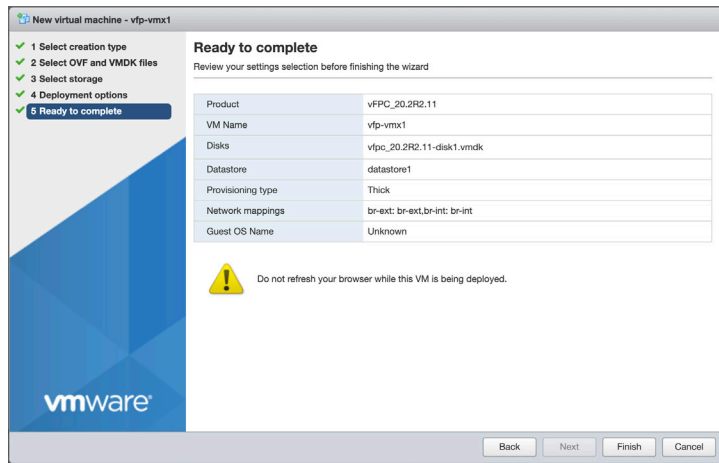 New virtual machine - vfp-vmx1
1 Select creation type
2 Select OVF and VMDK files
3 Select storage
4 Deployment options
5 Ready to complete
Ready to complete
Review your settings selection before finishing the wizard
Product vFPC_20.2R2.11
VM Name vfp-vmx1
Disks vfpc_20.2R2.11-disk1.vmdk
Datastore datastore1
Provisioning type Thick
Network mappings br-ext: br-ext,br-int: br-int
Guest OS Name Unknown
Do not refresh your browser while this VM is being deployed.
vmware®
Back Next Finish Cancel